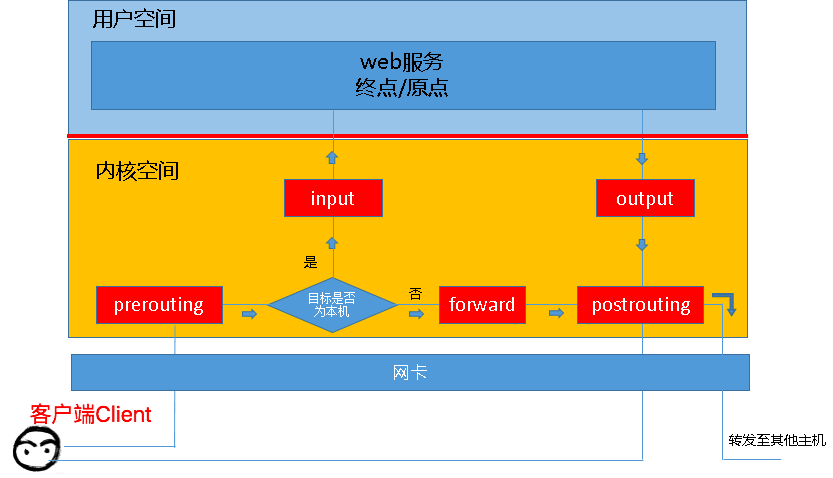 用户空间
web服务
终点/原点
内核空间
input
output
是
prerouting
目标是否
为本机
否
forward
postrouting
网卡
客户端Client
转发至其他主机